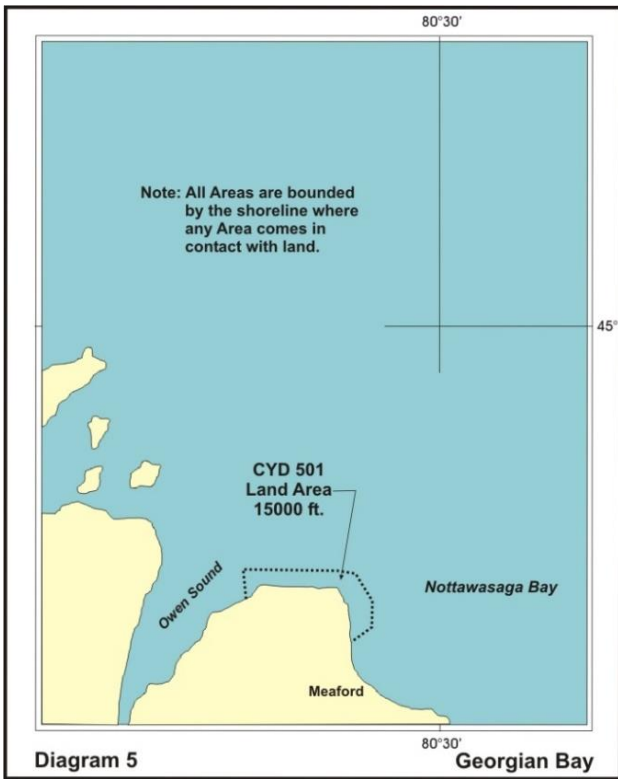 80°30'
Note: All Areas are bounded
by the shoreline where
any Area comes in
contact with land.
45°
CYD 501
Land Area
15000 ft.
Owen Sound
Nottawasaga Bay
Meaford
80°30'
Diagram 5
Georgian Bay